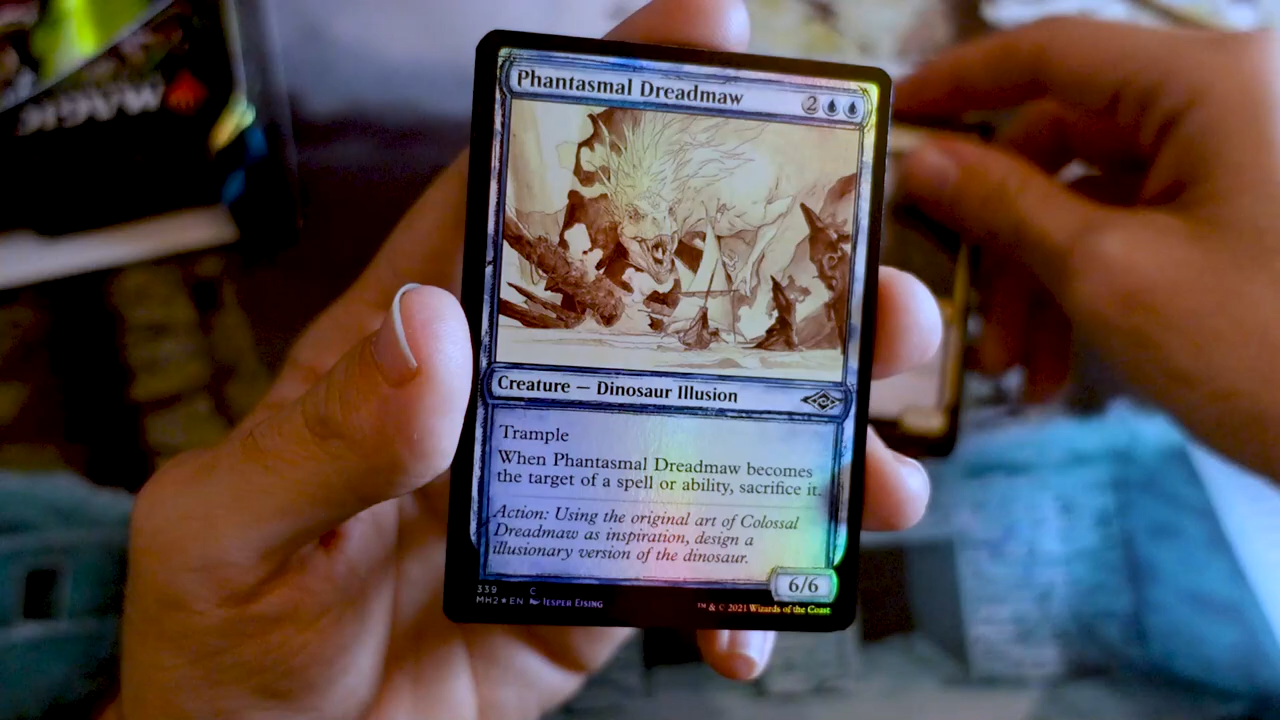 MAGIC
Phantasmal Dreadmaw
2
Creature — Dinosaur Illusion
Trample
When Phantasmal Dreadmaw becomes
the target of a spell or ability, sacrifice it.
Action: Using the original art of Colossal
Dreadmaw as inspiration, design a
illusionary version of the dinosaur.
6/6
339 C
MH2 ★ EN Jesper Eising
™ & © 2021 Wizards of the Coast